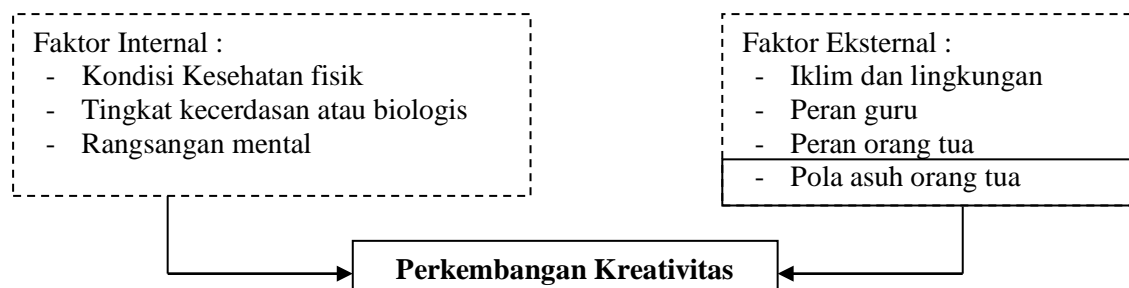 Faktor Internal :
- Kondisi Kesehatan fisik
- Tingkat kecerdasan atau biologis
- Rangsangan mental
Faktor Eksternal :
- Iklim dan lingkungan
- Peran guru
- Peran orang tua
- Pola asuh orang tua
Perkembangan Kreativitas